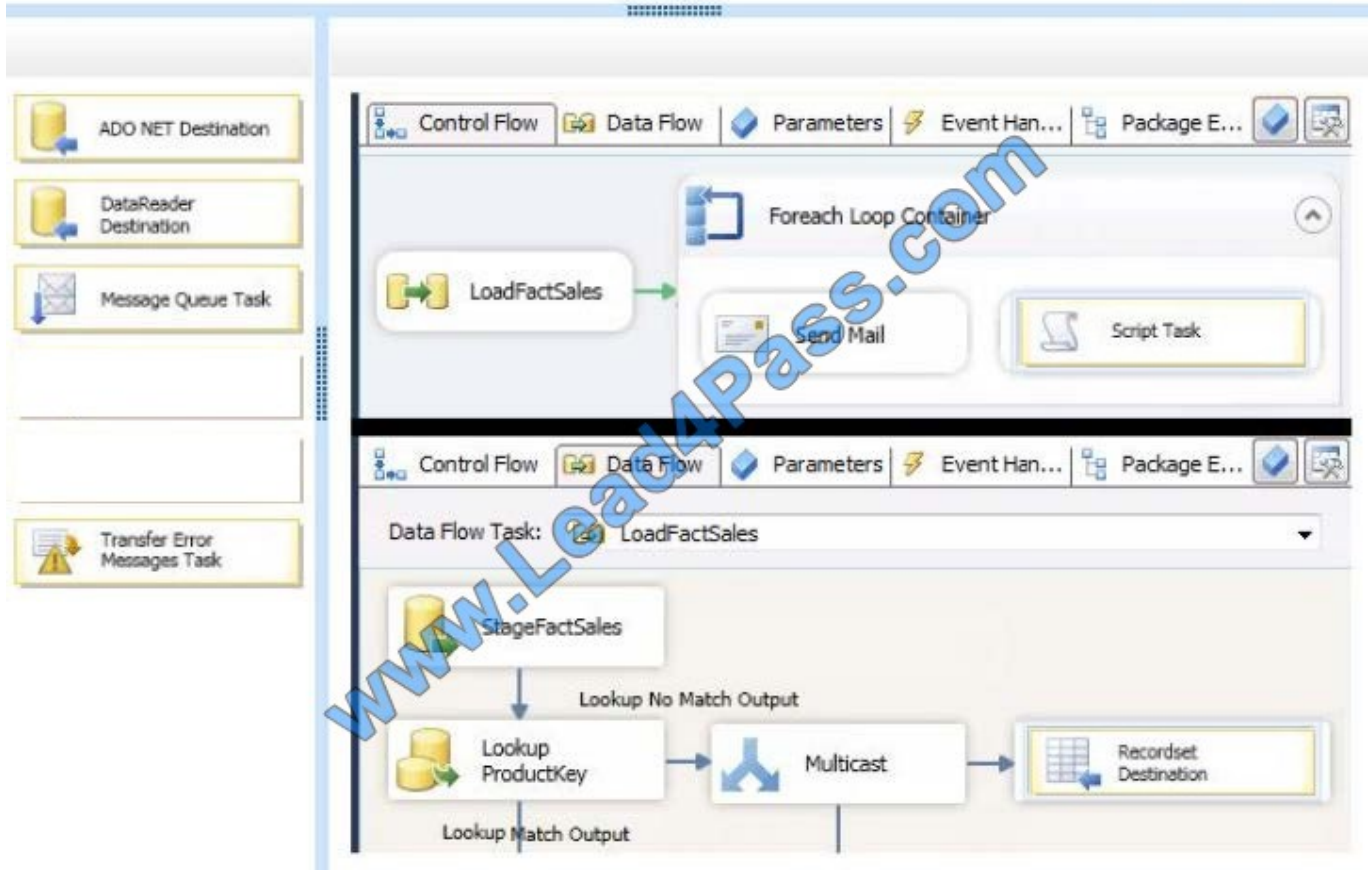 ADO NET Destination
DataReader
Destination
Message Queue Task
Transfer Error
Messages Task
Control Flow
Data Flow
Parameters
Event Han...
Package E...
Foreach Loop Container
LoadFactSales
Send Mail
Script Task
Control Flow
Data Flow
Parameters
Event Han...
Package E...
Data Flow Task:
LoadFactSales
StageFactSales
Lookup No Match Output
Lookup
ProductKey
Multicast
Recordset
Destination
Lookup Match Output
www.Lead4Pass.com